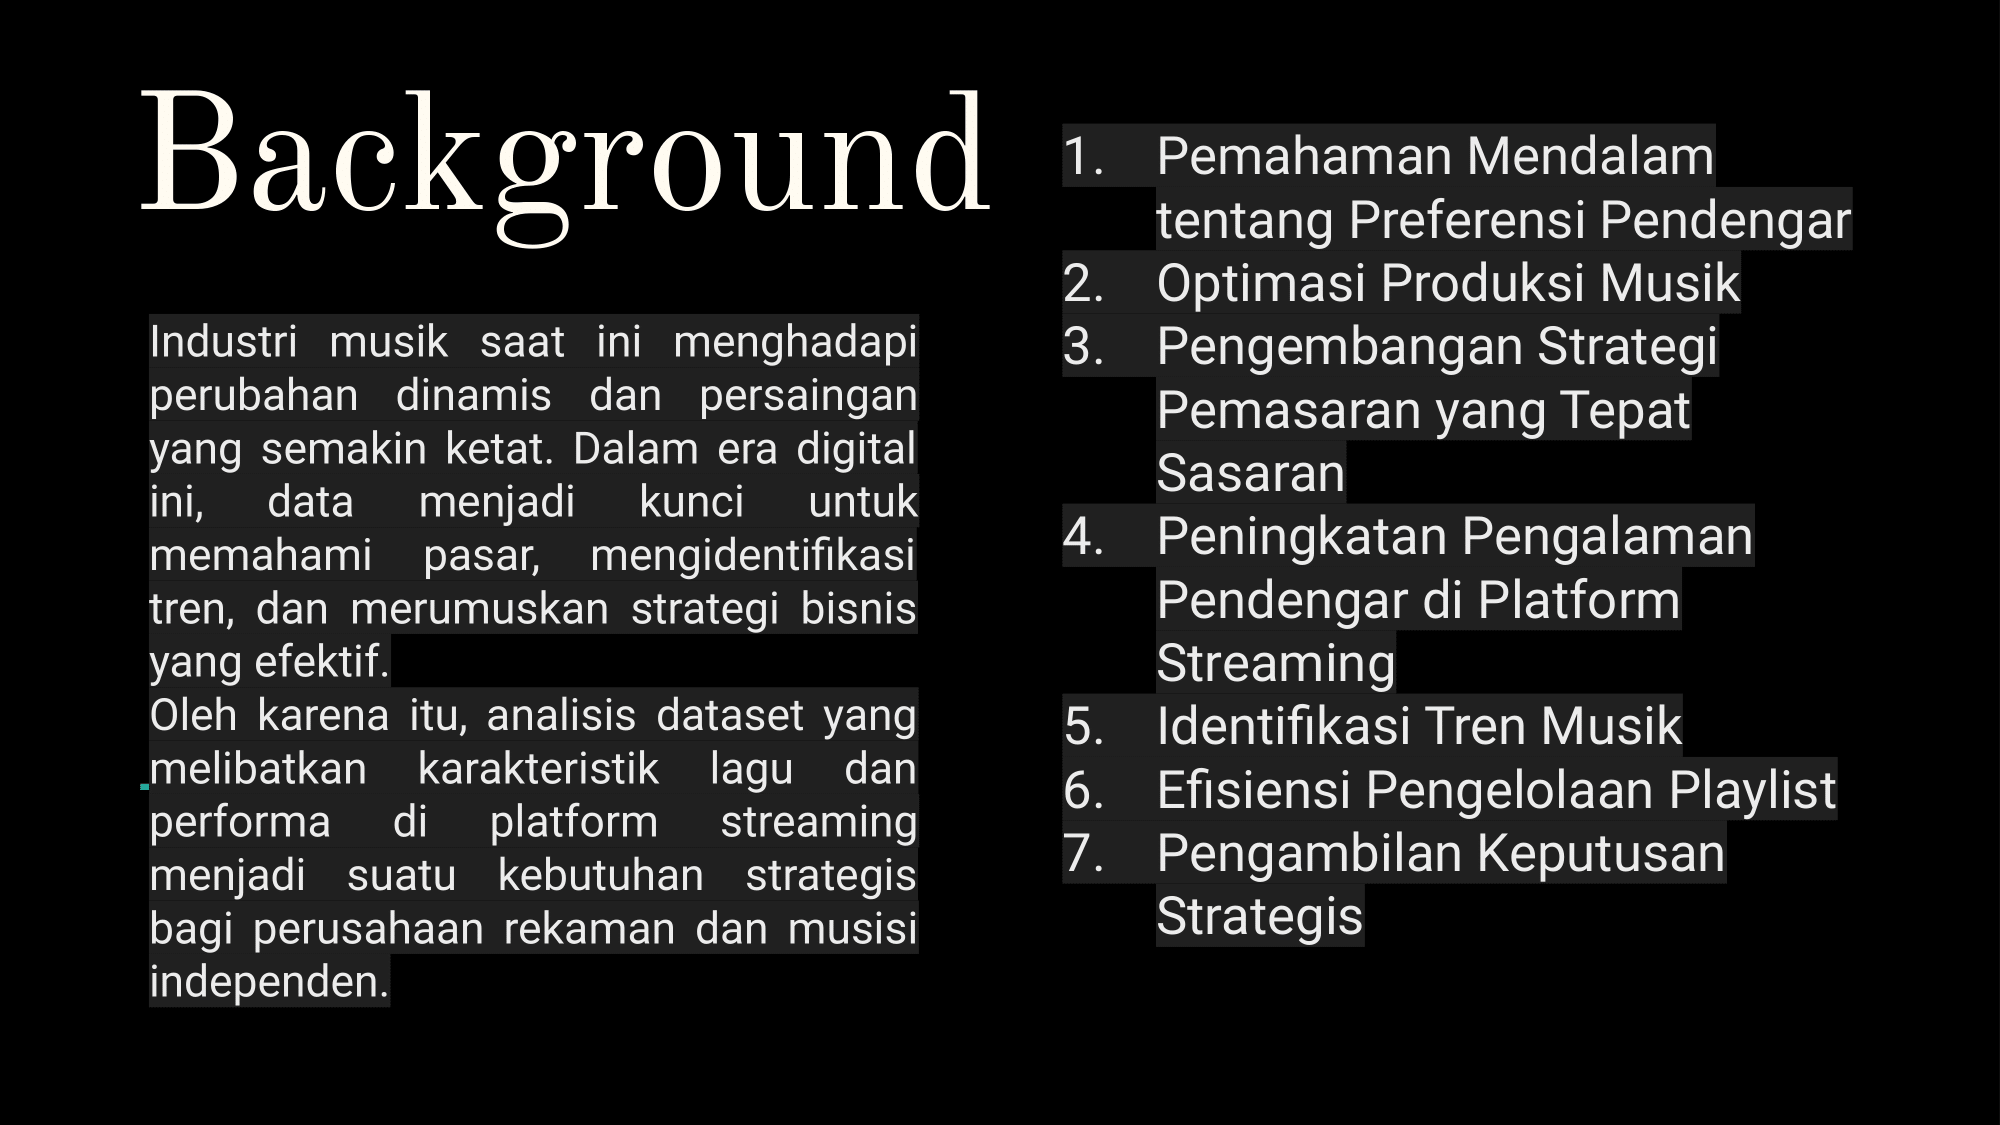 Background
Industri musik saat ini menghadapi
perubahan dinamis dan persaingan
yang semakin ketat. Dalam era digital
ini, data menjadi kunci untuk
memahami pasar, mengidentifikasi
tren, dan merumuskan strategi bisnis
yang efektif.
Oleh karena itu, analisis dataset yang
melibatkan karakteristik lagu dan
performa di platform streaming
menjadi suatu kebutuhan strategis
bagi perusahaan rekaman dan musisi
independen.
1. Pemahaman Mendalam
tentang Preferensi Pendengar
2. Optimasi Produksi Musik
3. Pengembangan Strategi
Pemasaran yang Tepat
Sasaran
4. Peningkatan Pengalaman
Pendengar di Platform
Streaming
5. Identifikasi Tren Musik
6. Efisiensi Pengelolaan Playlist
7. Pengambilan Keputusan
Strategis